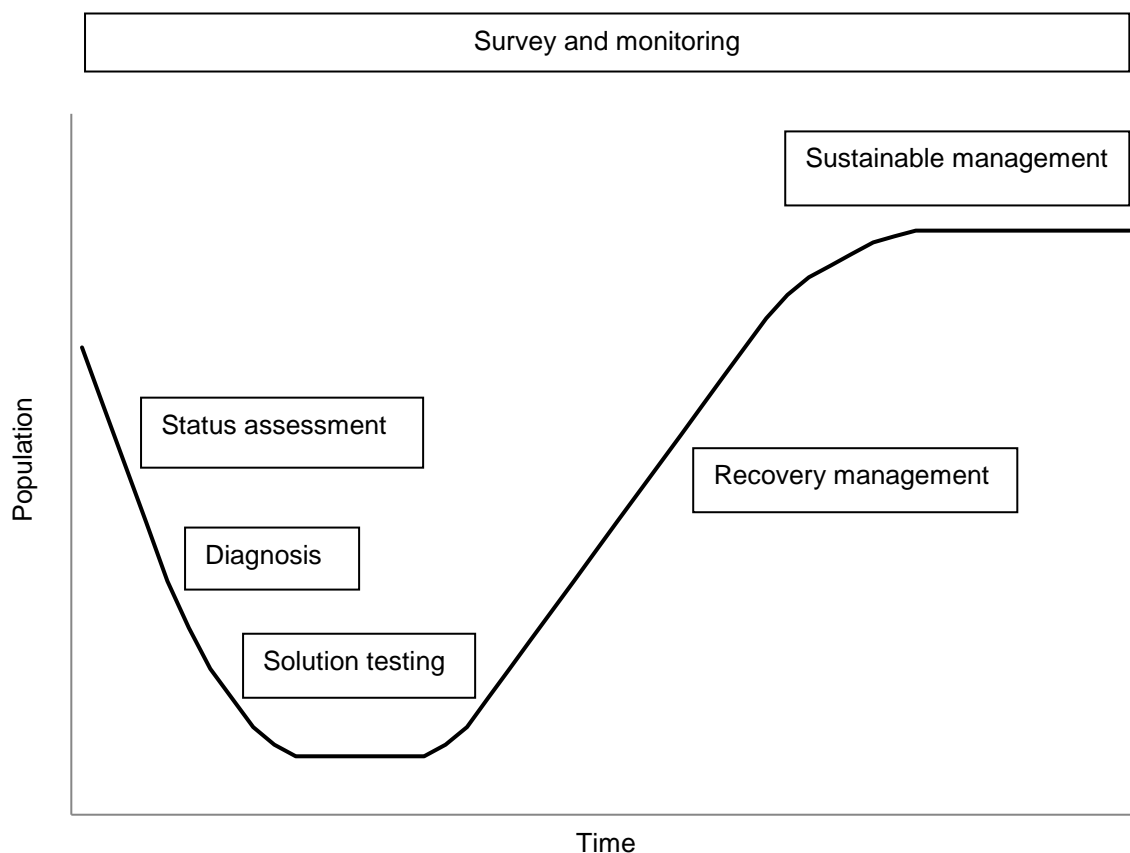 Survey and monitoring
Sustainable management
Status assessment
Recovery management
Diagnosis
Solution testing
Population
Time